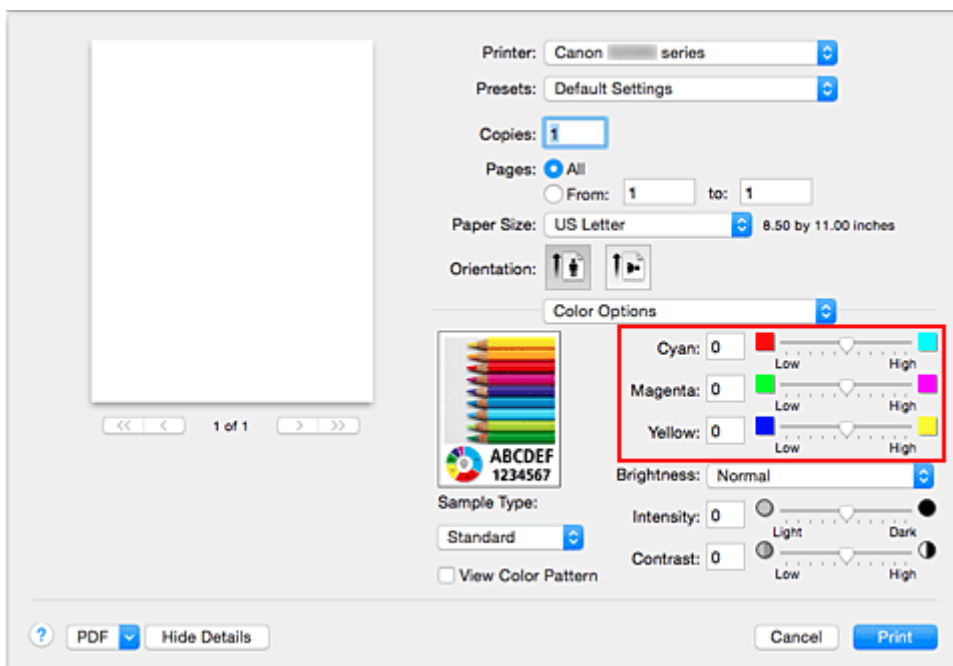 Printer: Canon series
Presets: Default Settings
Copies: 1
Pages: All
From: 1 to: 1
Paper Size: US Letter 8.50 by 11.00 inches
Orientation:
Color Options
Cyan: 0
Low High
Magenta: 0
Low High
Yellow: 0
Low High
ABCDEF
1234567
Brightness: Normal
Sample Type:
Intensity: 0
Light Dark
Standard
Contrast: 0
Low High
View Color Pattern
1 of 1
? PDF Hide Details Cancel Print